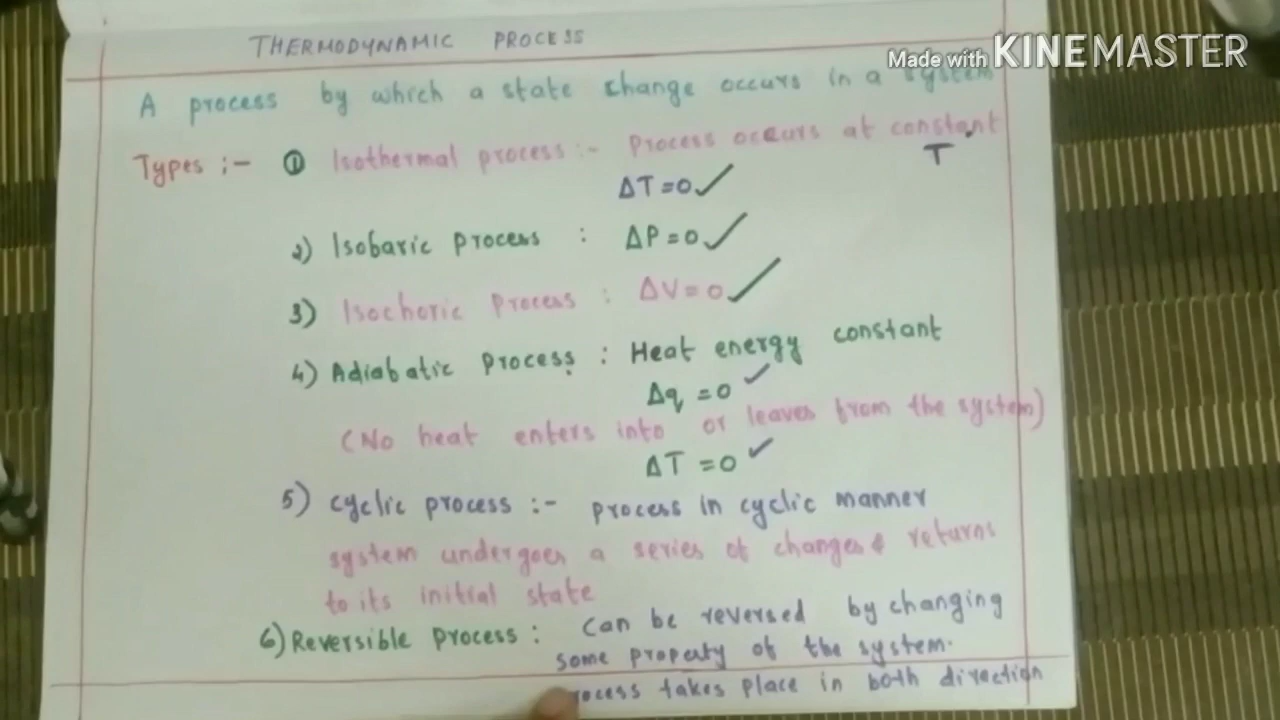 THERMODYNAMIC PROCESS
Made with KINEMASTER
A process by which a state change occurs in a system
Types :- ① Isothermal process :- Process occurs at constant
T
ΔT = 0 ✓
2) Isobaric process : ΔP = 0 ✓
3) Isochoric process : ΔV = 0 ✓
4) Adiabatic process : Heat energy constant
Δq = 0 ✓
(No heat enters into or leaves from the system)
ΔT = 0 ✓
5) cyclic process :- process in cyclic manner
system undergoes a series of changes & returns
to its initial state
6) Reversible process : can be reversed by changing
some property of the system.
rocess takes place in both direction